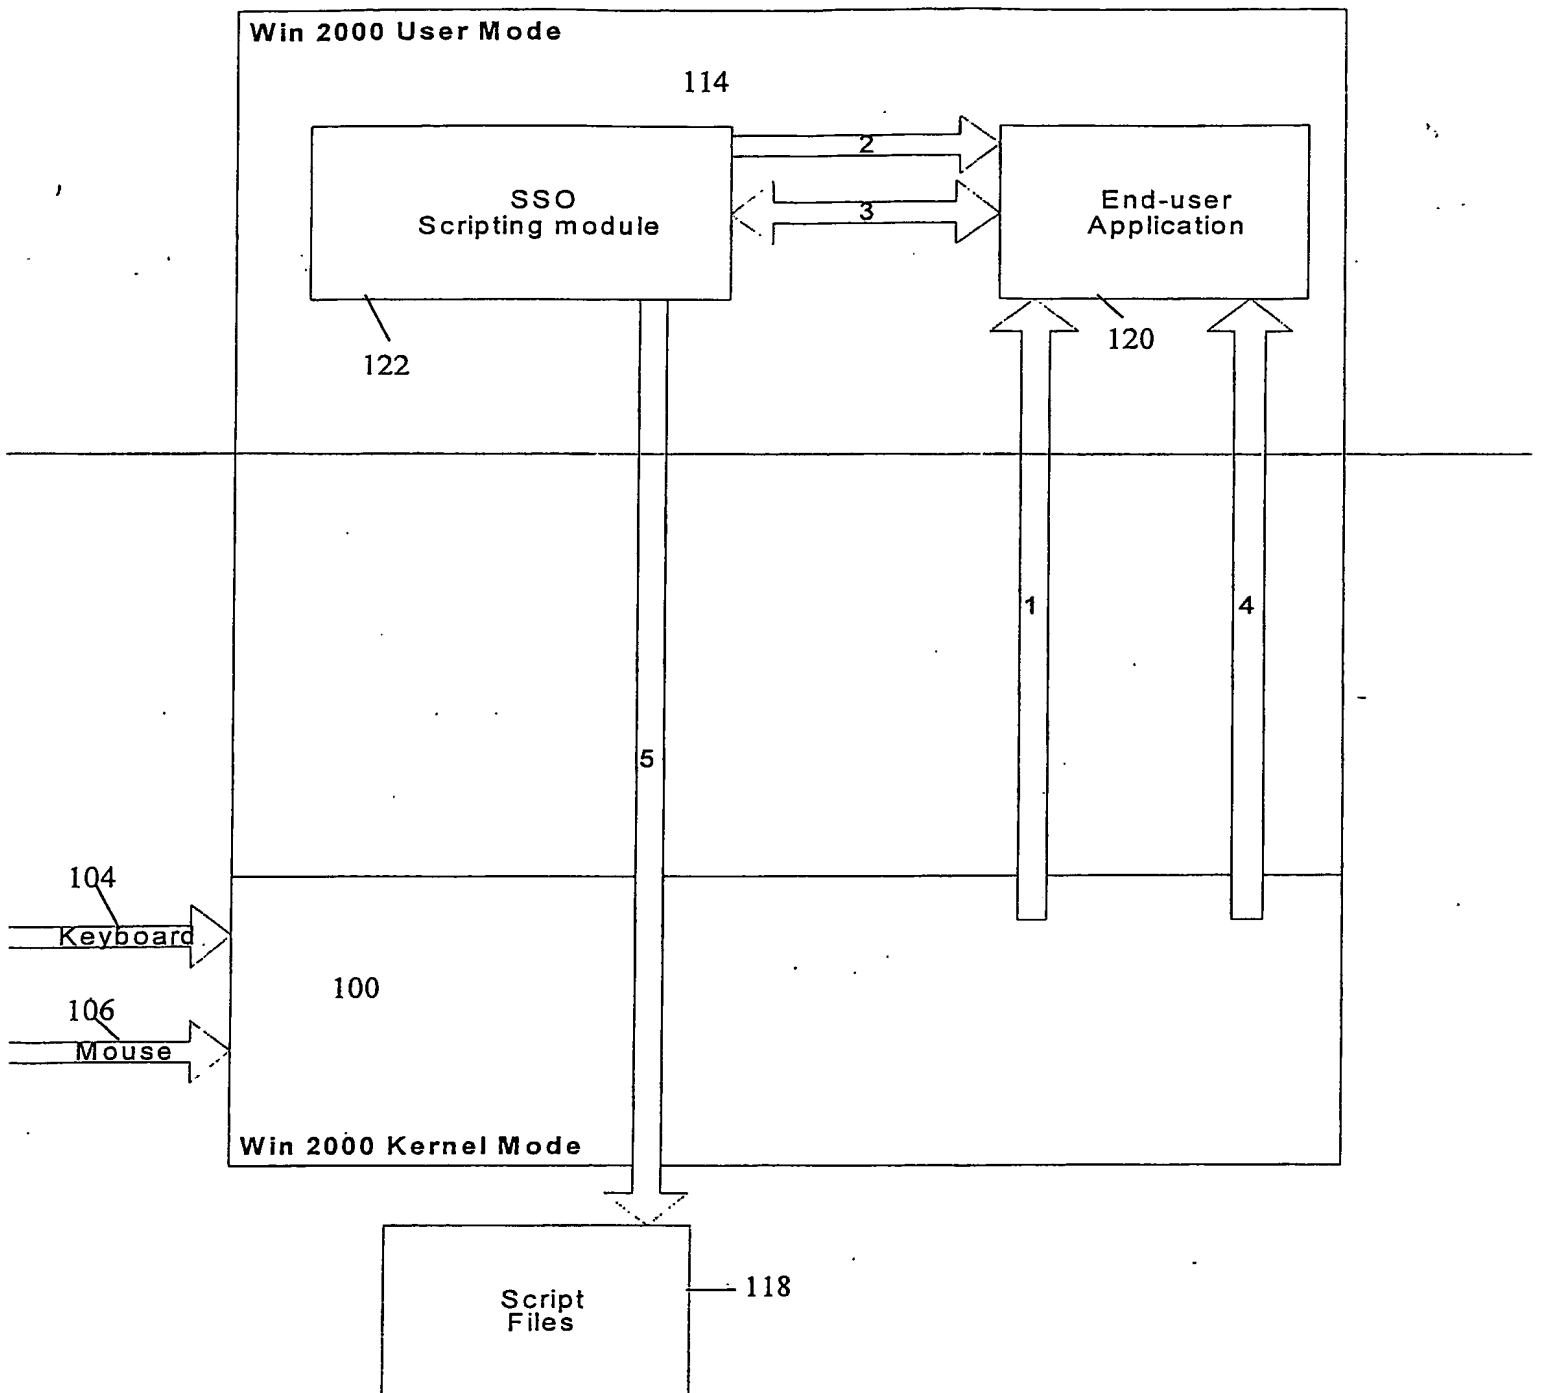 Win 2000 User Mode
114
2
SSO
Scripting module
3
End-user
Application
122
120
1
4
5
104
Keyboard
100
106
Mouse
Win 2000 Kernel Mode
118
Script
Files